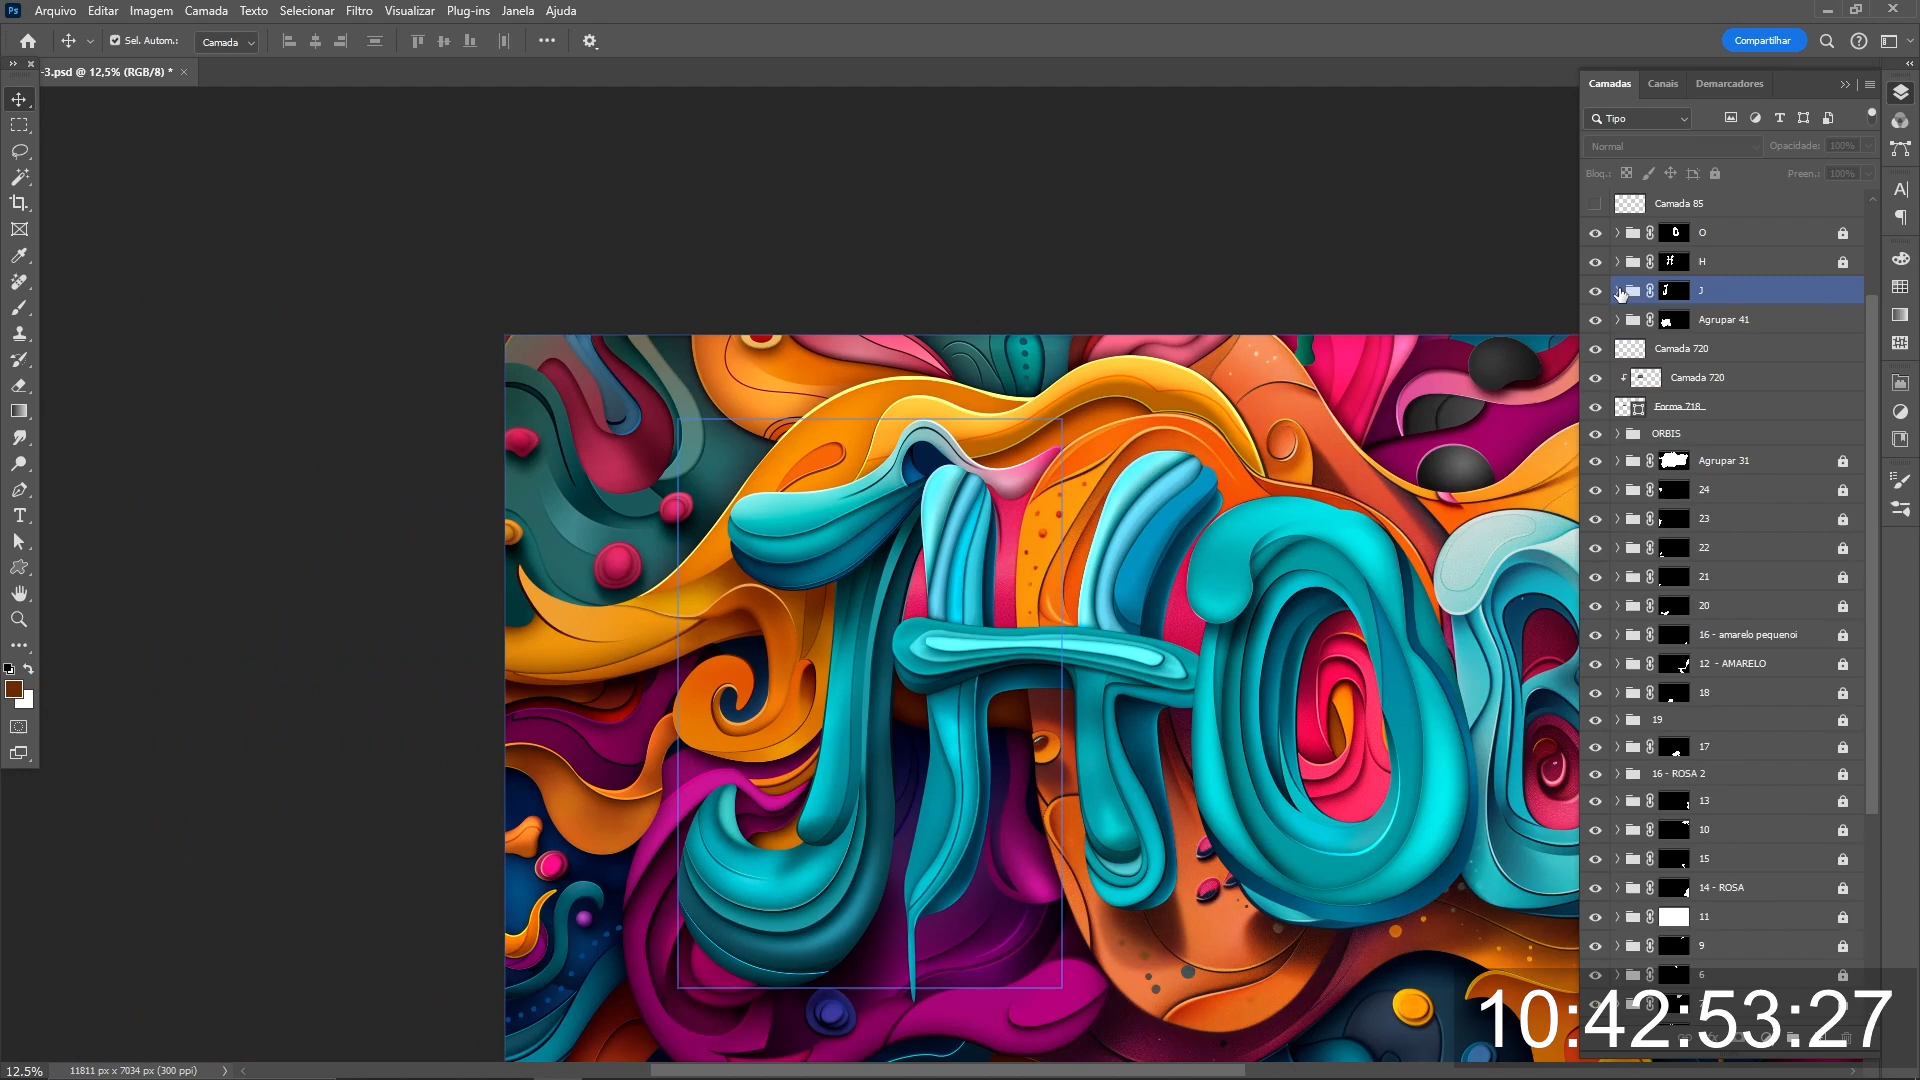 Ps Arquivo Editar Imagem Camada Texto Selecionar Filtro Visualizar Plug-ins Janela Ajuda
Sel. Autom.: Camada Compartilhar
-3.psd @ 12,5% (RGB/8) *
Camadas Canais Demarcadores
Tipo
Normal Opacidade: 100%
Bloq.: Preen.: 100%
Camada 85
O
H
J
Agrupar 41
Camada 720
Camada 720
Forma 718
ORBIS
Agrupar 31
24
23
22
21
20
16 - amarelo pequenoi
12 - AMARELO
18
19
17
16 - ROSA 2
13
10
15
14 - ROSA
11
9
6
JHO
10:42:53:27
12.5% 11811 px x 7034 px (300 ppi)